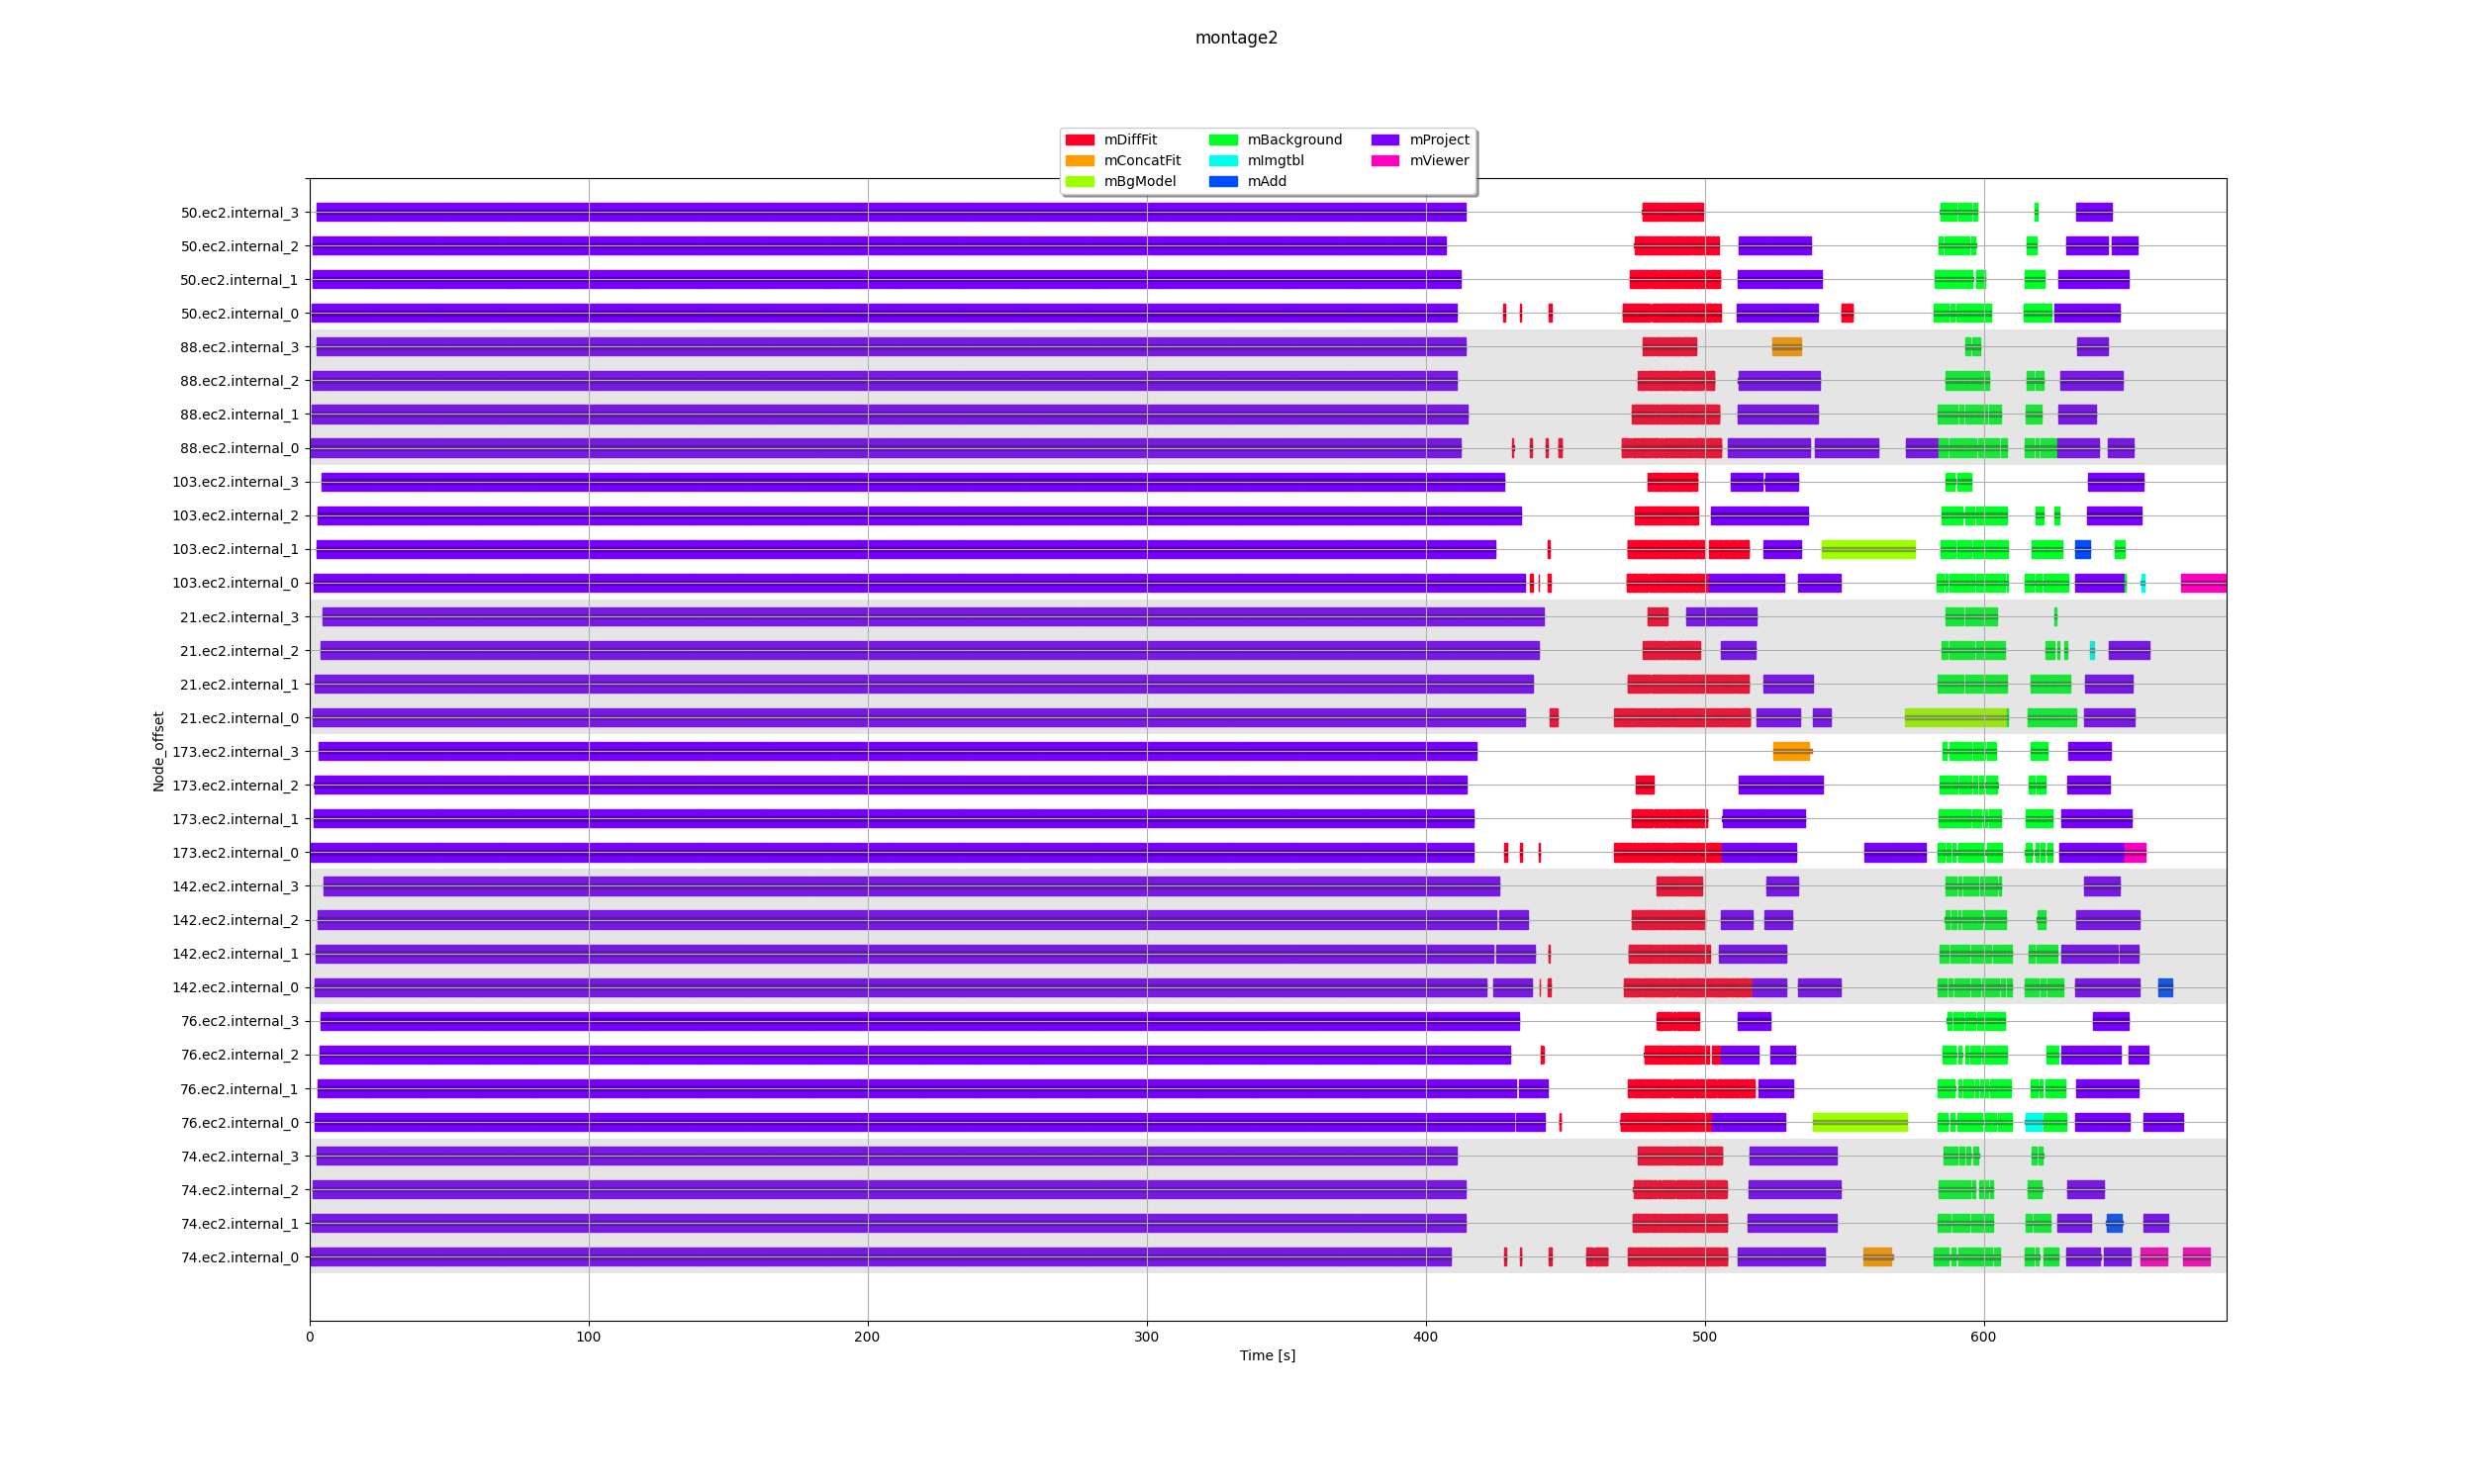 montage2
mDiffFit mBackground mProject
mConcatFit mImgtbl mViewer
mBgModel mAdd
50.ec2.internal_3
50.ec2.internal_2
50.ec2.internal_1
50.ec2.internal_0
88.ec2.internal_3
88.ec2.internal_2
88.ec2.internal_1
88.ec2.internal_0
103.ec2.internal_3
103.ec2.internal_2
103.ec2.internal_1
103.ec2.internal_0
21.ec2.internal_3
21.ec2.internal_2
21.ec2.internal_1
21.ec2.internal_0
173.ec2.internal_3
173.ec2.internal_2
173.ec2.internal_1
173.ec2.internal_0
142.ec2.internal_3
142.ec2.internal_2
142.ec2.internal_1
142.ec2.internal_0
76.ec2.internal_3
76.ec2.internal_2
76.ec2.internal_1
76.ec2.internal_0
74.ec2.internal_3
74.ec2.internal_2
74.ec2.internal_1
74.ec2.internal_0
Node_offset
0 100 200 300 400 500 600
Time [s]